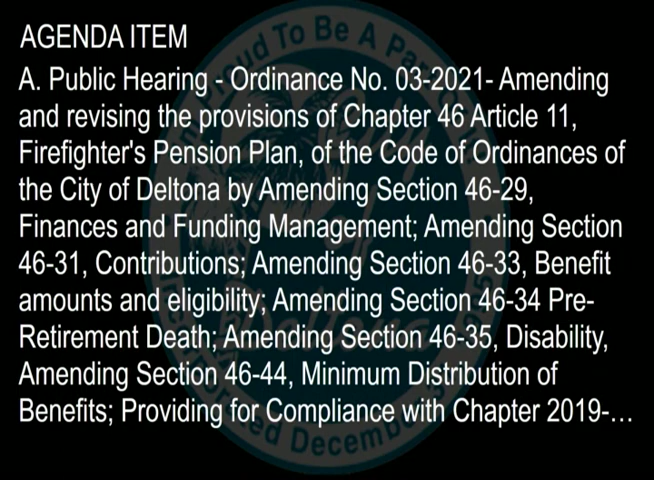 AGENDA ITEM
A. Public Hearing - Ordinance No. 03-2021- Amending
and revising the provisions of Chapter 46 Article 11,
Firefighter's Pension Plan, of the Code of Ordinances of
the City of Deltona by Amending Section 46-29,
Finances and Funding Management; Amending Section
46-31, Contributions; Amending Section 46-33, Benefit
amounts and eligibility; Amending Section 46-34 Pre-
Retirement Death; Amending Section 46-35, Disability,
Amending Section 46-44, Minimum Distribution of
Benefits; Providing for Compliance with Chapter 2019-...